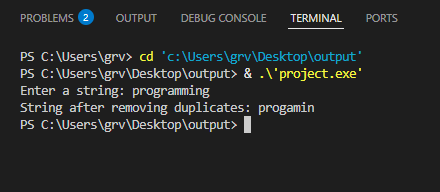 PROBLEMS 2 OUTPUT DEBUG CONSOLE TERMINAL PORTS
PS C:\Users\grv> cd 'c:\Users\grv\Desktop\output'
PS C:\Users\grv\Desktop\output> & .\'project.exe'
Enter a string: programming
String after removing duplicates: progamin
PS C:\Users\grv\Desktop\output>